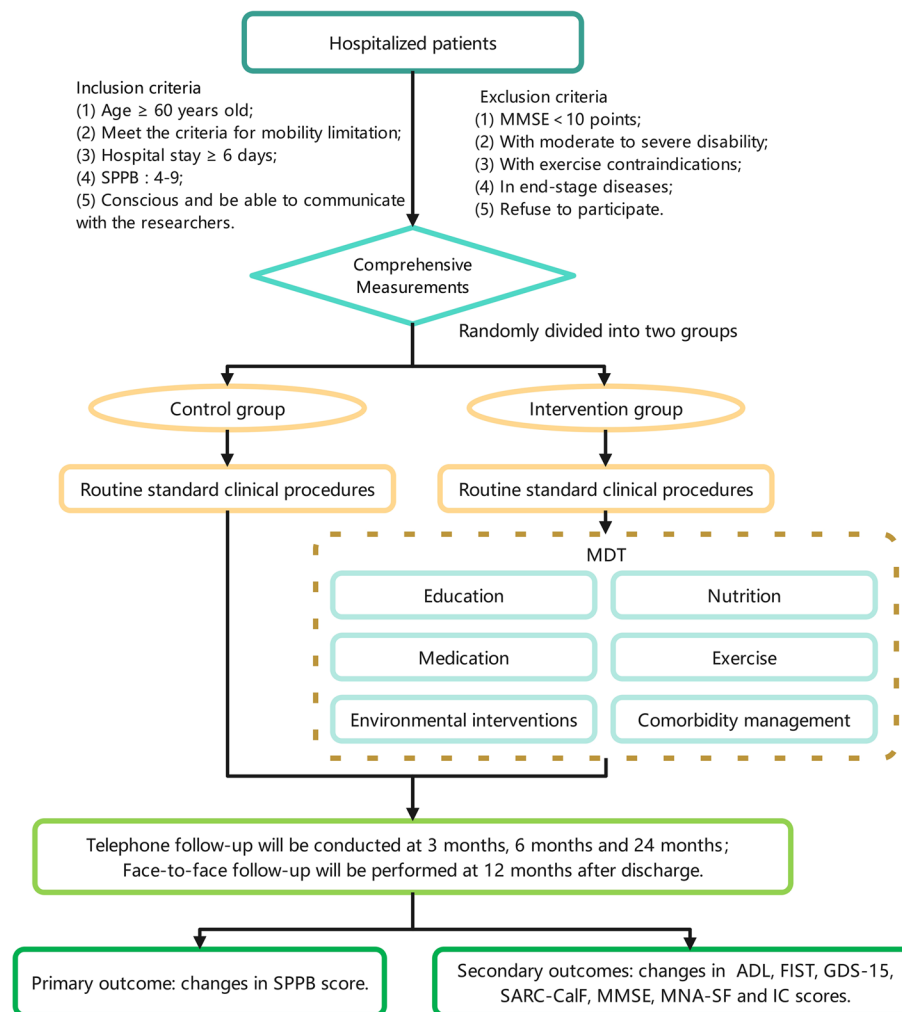 Hospitalized patients
Inclusion criteria
(1) Age ≥ 60 years old;
(2) Meet the criteria for mobility limitation;
(3) Hospital stay ≥ 6 days;
(4) SPPB : 4-9;
(5) Conscious and be able to communicate
with the researchers.
Exclusion criteria
(1) MMSE < 10 points;
(2) With moderate to severe disability;
(3) With exercise contraindications;
(4) In end-stage diseases;
(5) Refuse to participate.
Comprehensive
Measurements
Randomly divided into two groups
Control group
Intervention group
Routine standard clinical procedures
Routine standard clinical procedures
MDT
Education
Nutrition
Medication
Exercise
Environmental interventions
Comorbidity management
Telephone follow-up will be conducted at 3 months, 6 months and 24 months;
Face-to-face follow-up will be performed at 12 months after discharge.
Primary outcome: changes in SPPB score.
Secondary outcomes: changes in ADL, FIST, GDS-15,
SARC-CalF, MMSE, MNA-SF and IC scores.